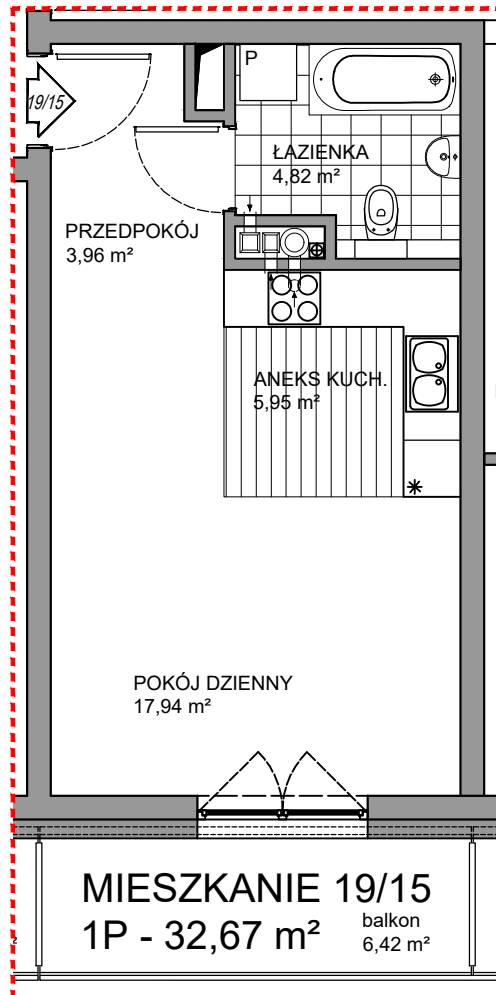 P
19/15
ŁAZIENKA
4,82 m²
PRZEDPOKÓJ
3,96 m²
ANEKS KUCH.
5,95 m²
POKÓJ DZIENNY
17,94 m²
MIESZKANIE 19/15
1P - 32,67 m²
balkon
6,42 m²